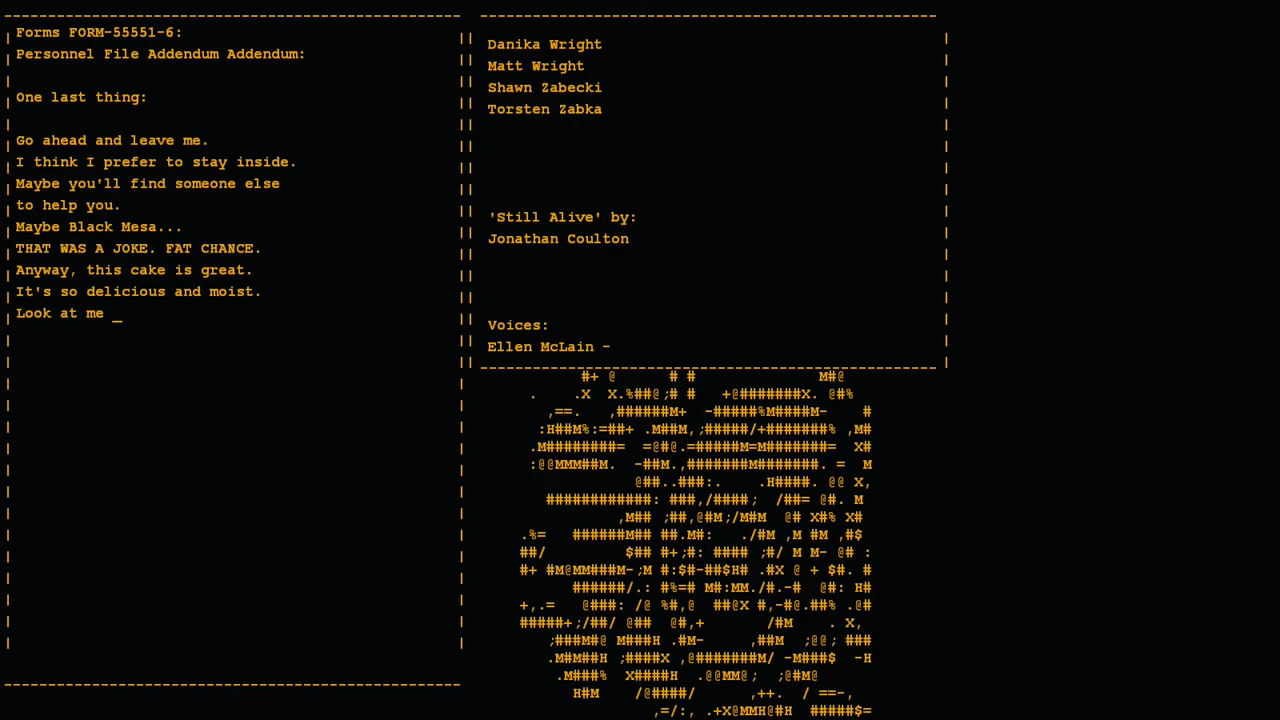 Forms FORM-55551-6:
Personnel File Addendum Addendum:
One last thing:
Go ahead and leave me.
I think I prefer to stay inside.
Maybe you'll find someone else
to help you.
Maybe Black Mesa...
THAT WAS A JOKE. FAT CHANCE.
Anyway, this cake is great.
It's so delicious and moist.
Look at me _
Danika Wright
Matt Wright
Shawn Zabecki
Torsten Zabka
'Still Alive' by:
Jonathan Coulton
Voices:
Ellen McLain -